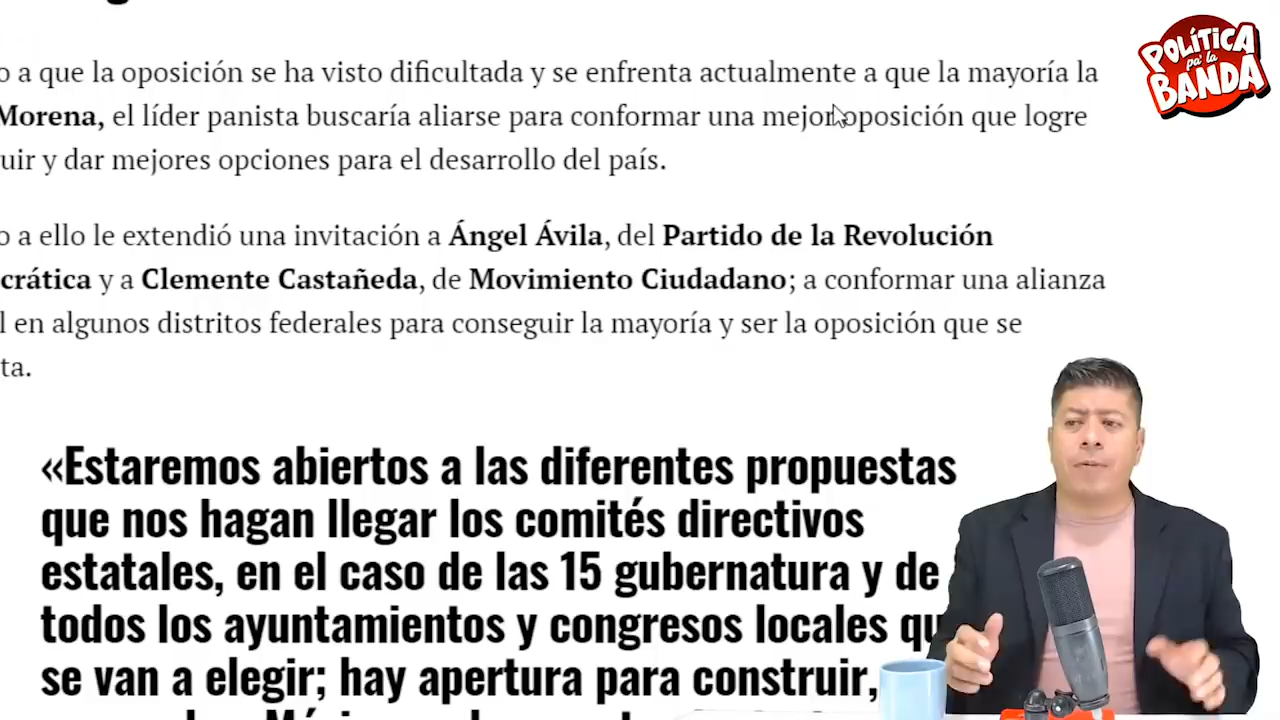 POLÍTICA
pa' la
BANDA
o a que la oposición se ha visto dificultada y se enfrenta actualmente a que la mayoría la
Morena, el líder panista buscaría aliarse para conformar una mejor oposición que logre
uir y dar mejores opciones para el desarrollo del país.
o a ello le extendió una invitación a Ángel Ávila, del Partido de la Revolución
crática y a Clemente Castañeda, de Movimiento Ciudadano; a conformar una alianza
l en algunos distritos federales para conseguir la mayoría y ser la oposición que se
ta.
«Estaremos abiertos a las diferentes propuestas
que nos hagan llegar los comités directivos
estatales, en el caso de las 15 gubernatura y de
todos los ayuntamientos y congresos locales qu
se van a elegir; hay apertura para construir,